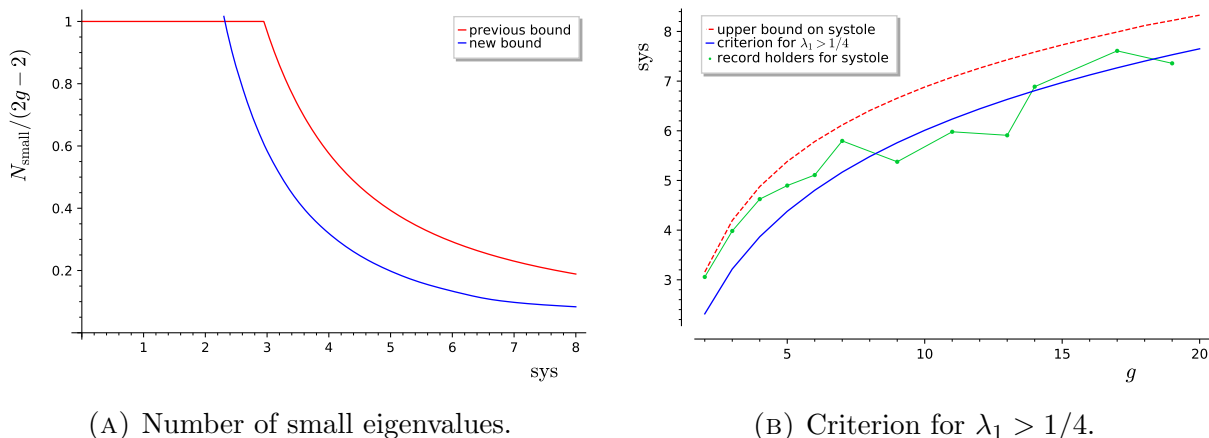 1
0.8
0.6
0.4
0.2
1
2
3
4
5
6
7
8
N_small/(2g − 2)
sys
previous bound
new bound
(A) Number of small eigenvalues.
8
7
6
5
4
3
5
10
15
20
sys
g
upper bound on systole
criterion for λ₁ > 1/4
record holders for systole
(B) Criterion for λ₁ > 1/4.